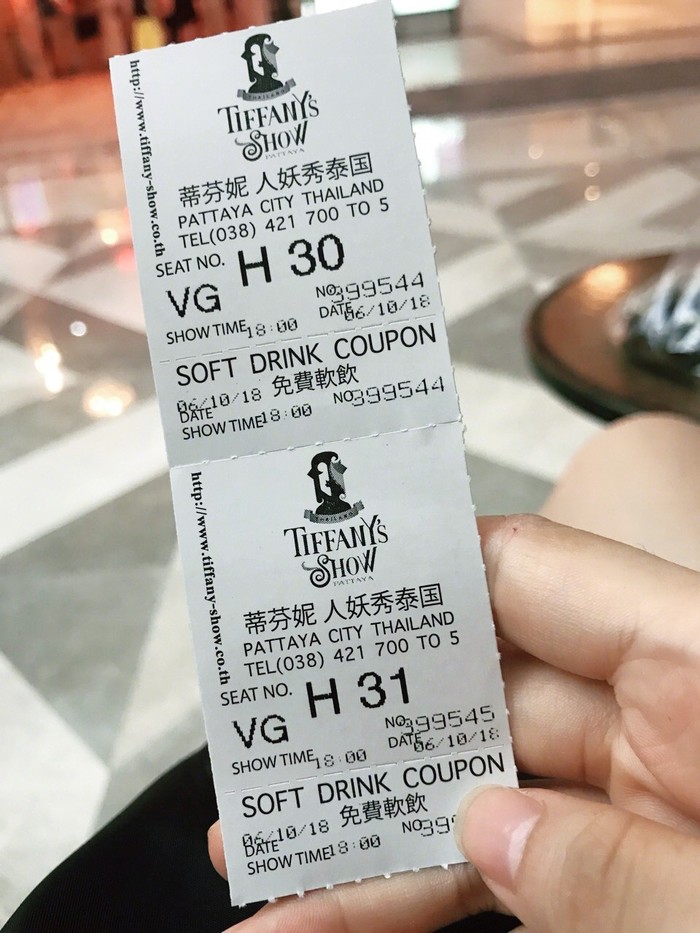 http://www.tiffany-show.co.th
THAILAND
TIFFANY'S
SHOW
PATTAYA
蒂芬妮 人妖秀泰国
PATTAYA CITY THAILAND
TEL(038) 421 700 TO 5
SEAT NO. H 30
VG NO. 399544
SHOW TIME 18:00 DATE 06/10/18
SOFT DRINK COUPON
免費軟飲
DATE 06/10/18 NO. 399544
SHOW TIME 18:00
http://www.tiffany-show.co.th
THAILAND
TIFFANY'S
SHOW
PATTAYA
蒂芬妮 人妖秀泰国
PATTAYA CITY THAILAND
TEL(038) 421 700 TO 5
SEAT NO. H 31
VG NO. 399545
SHOW TIME 18:00 DATE 06/10/18
SOFT DRINK COUPON
免費軟飲
DATE 06/10/18 NO.
SHOW TIME 18:00